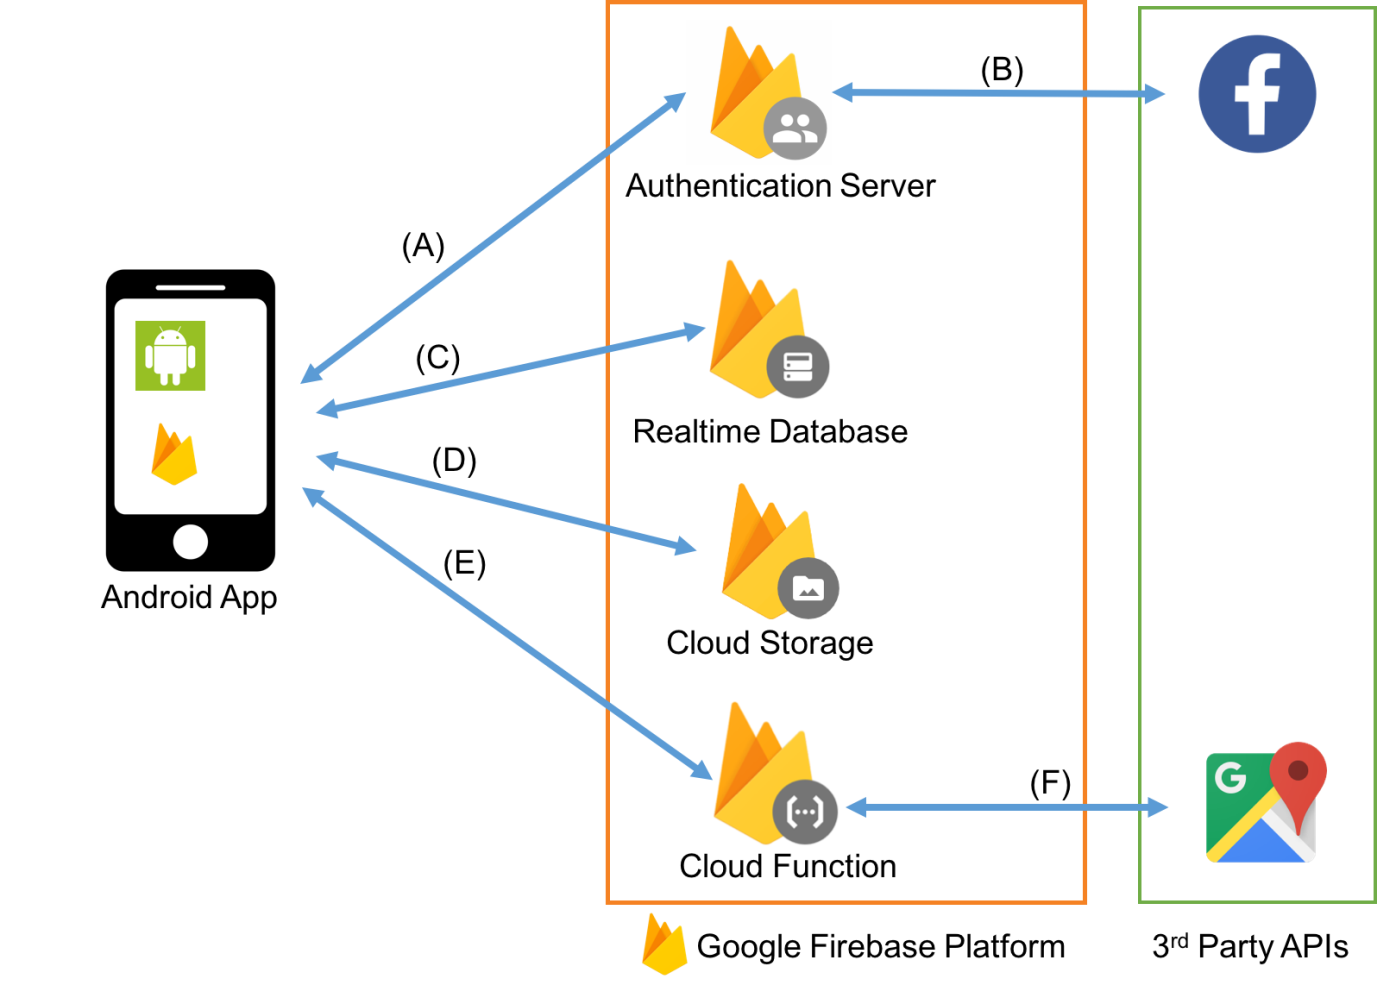 (B)
Authentication Server
(A)
(C)
Realtime Database
(D)
(E)
Android App
Cloud Storage
G
(F)
Cloud Function
Google Firebase Platform
3rd Party APIs